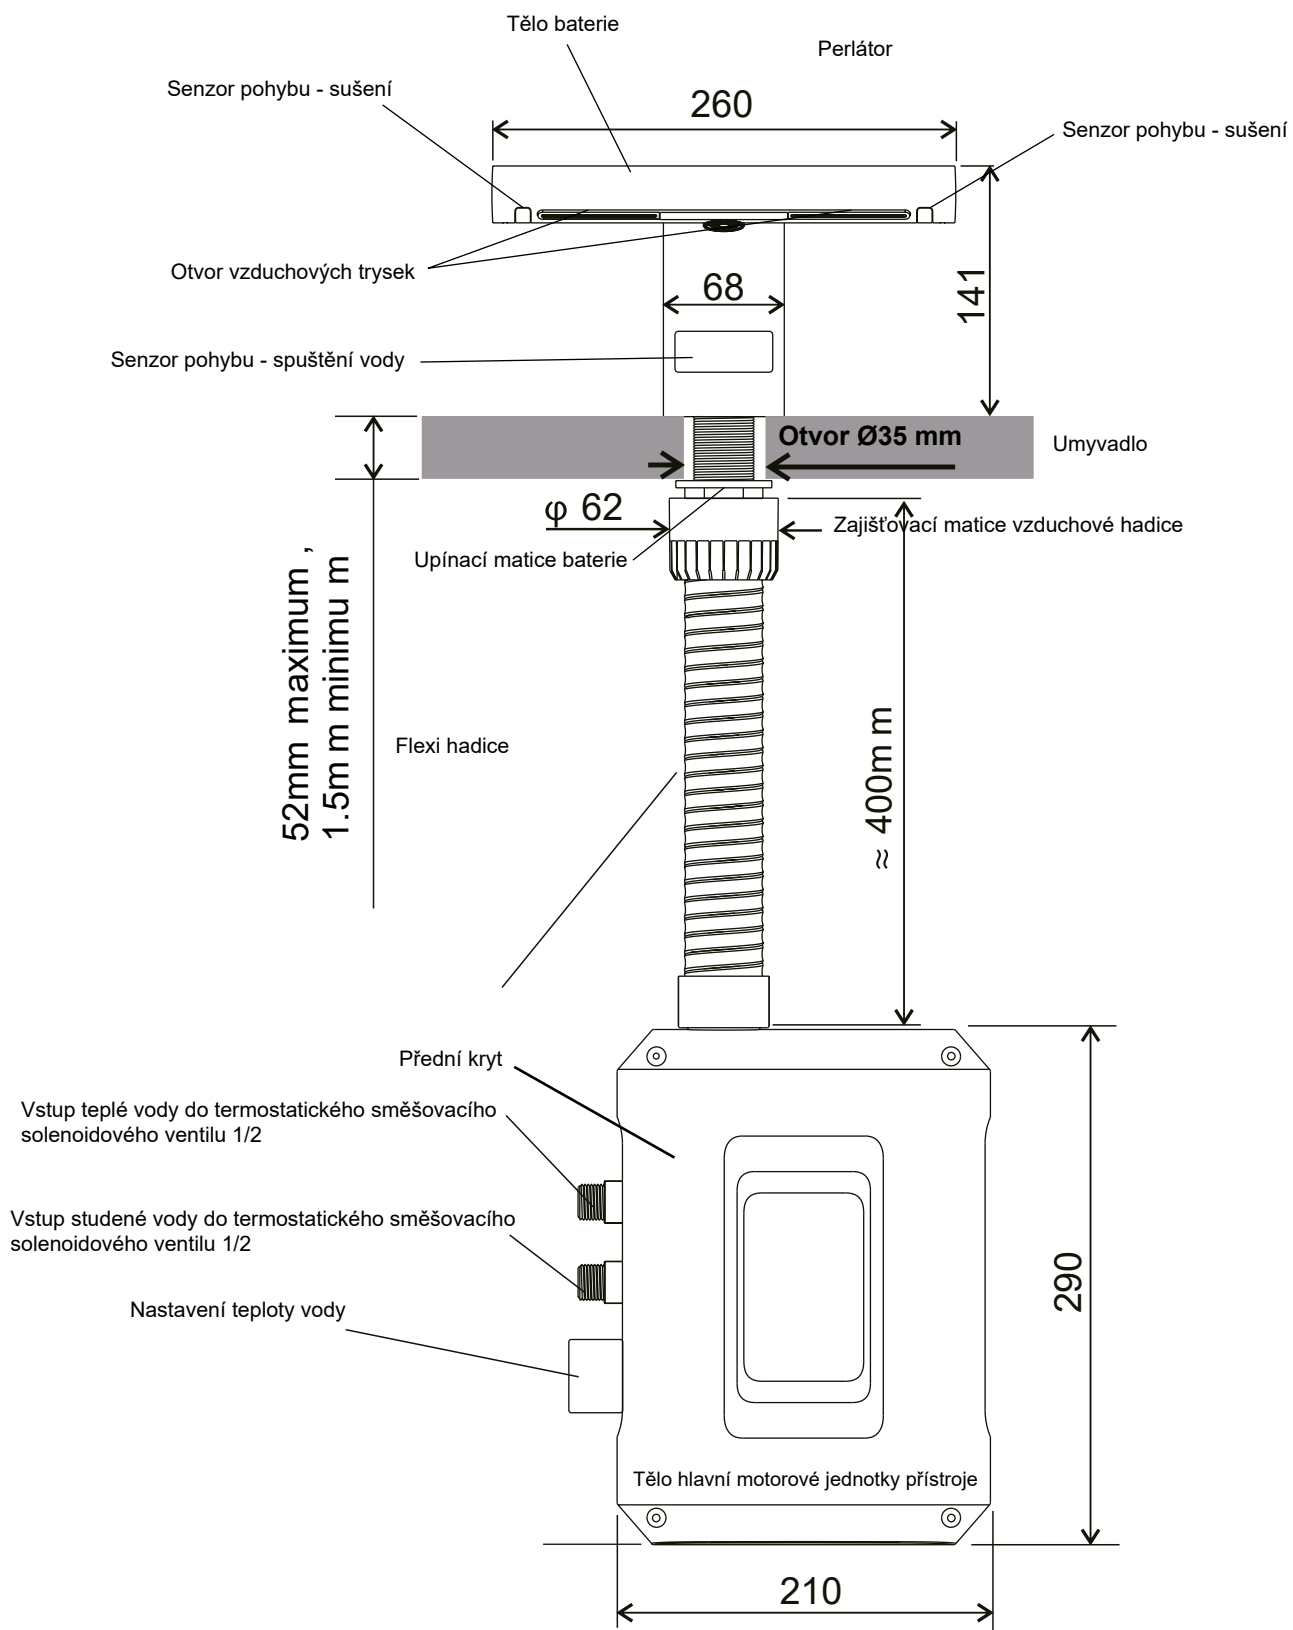 Tělo baterie
Perlátor
Senzor pohybu - sušení
260
Senzor pohybu - sušení
Otvor vzduchových trysek
68
141
Senzor pohybu - spuštění vody
Otvor Ø35 mm
Umyvadlo
φ 62
Zajišťovací matice vzduchové hadice
Upínací matice baterie
52mm maximum ,
1.5m m minimu m
Flexi hadice
≈ 400m m
Přední kryt
Vstup teplé vody do termostatického směšovacího
solenoidového ventilu 1/2
Vstup studené vody do termostatického směšovacího
solenoidového ventilu 1/2
290
Nastavení teploty vody
Tělo hlavní motorové jednotky přístroje
210